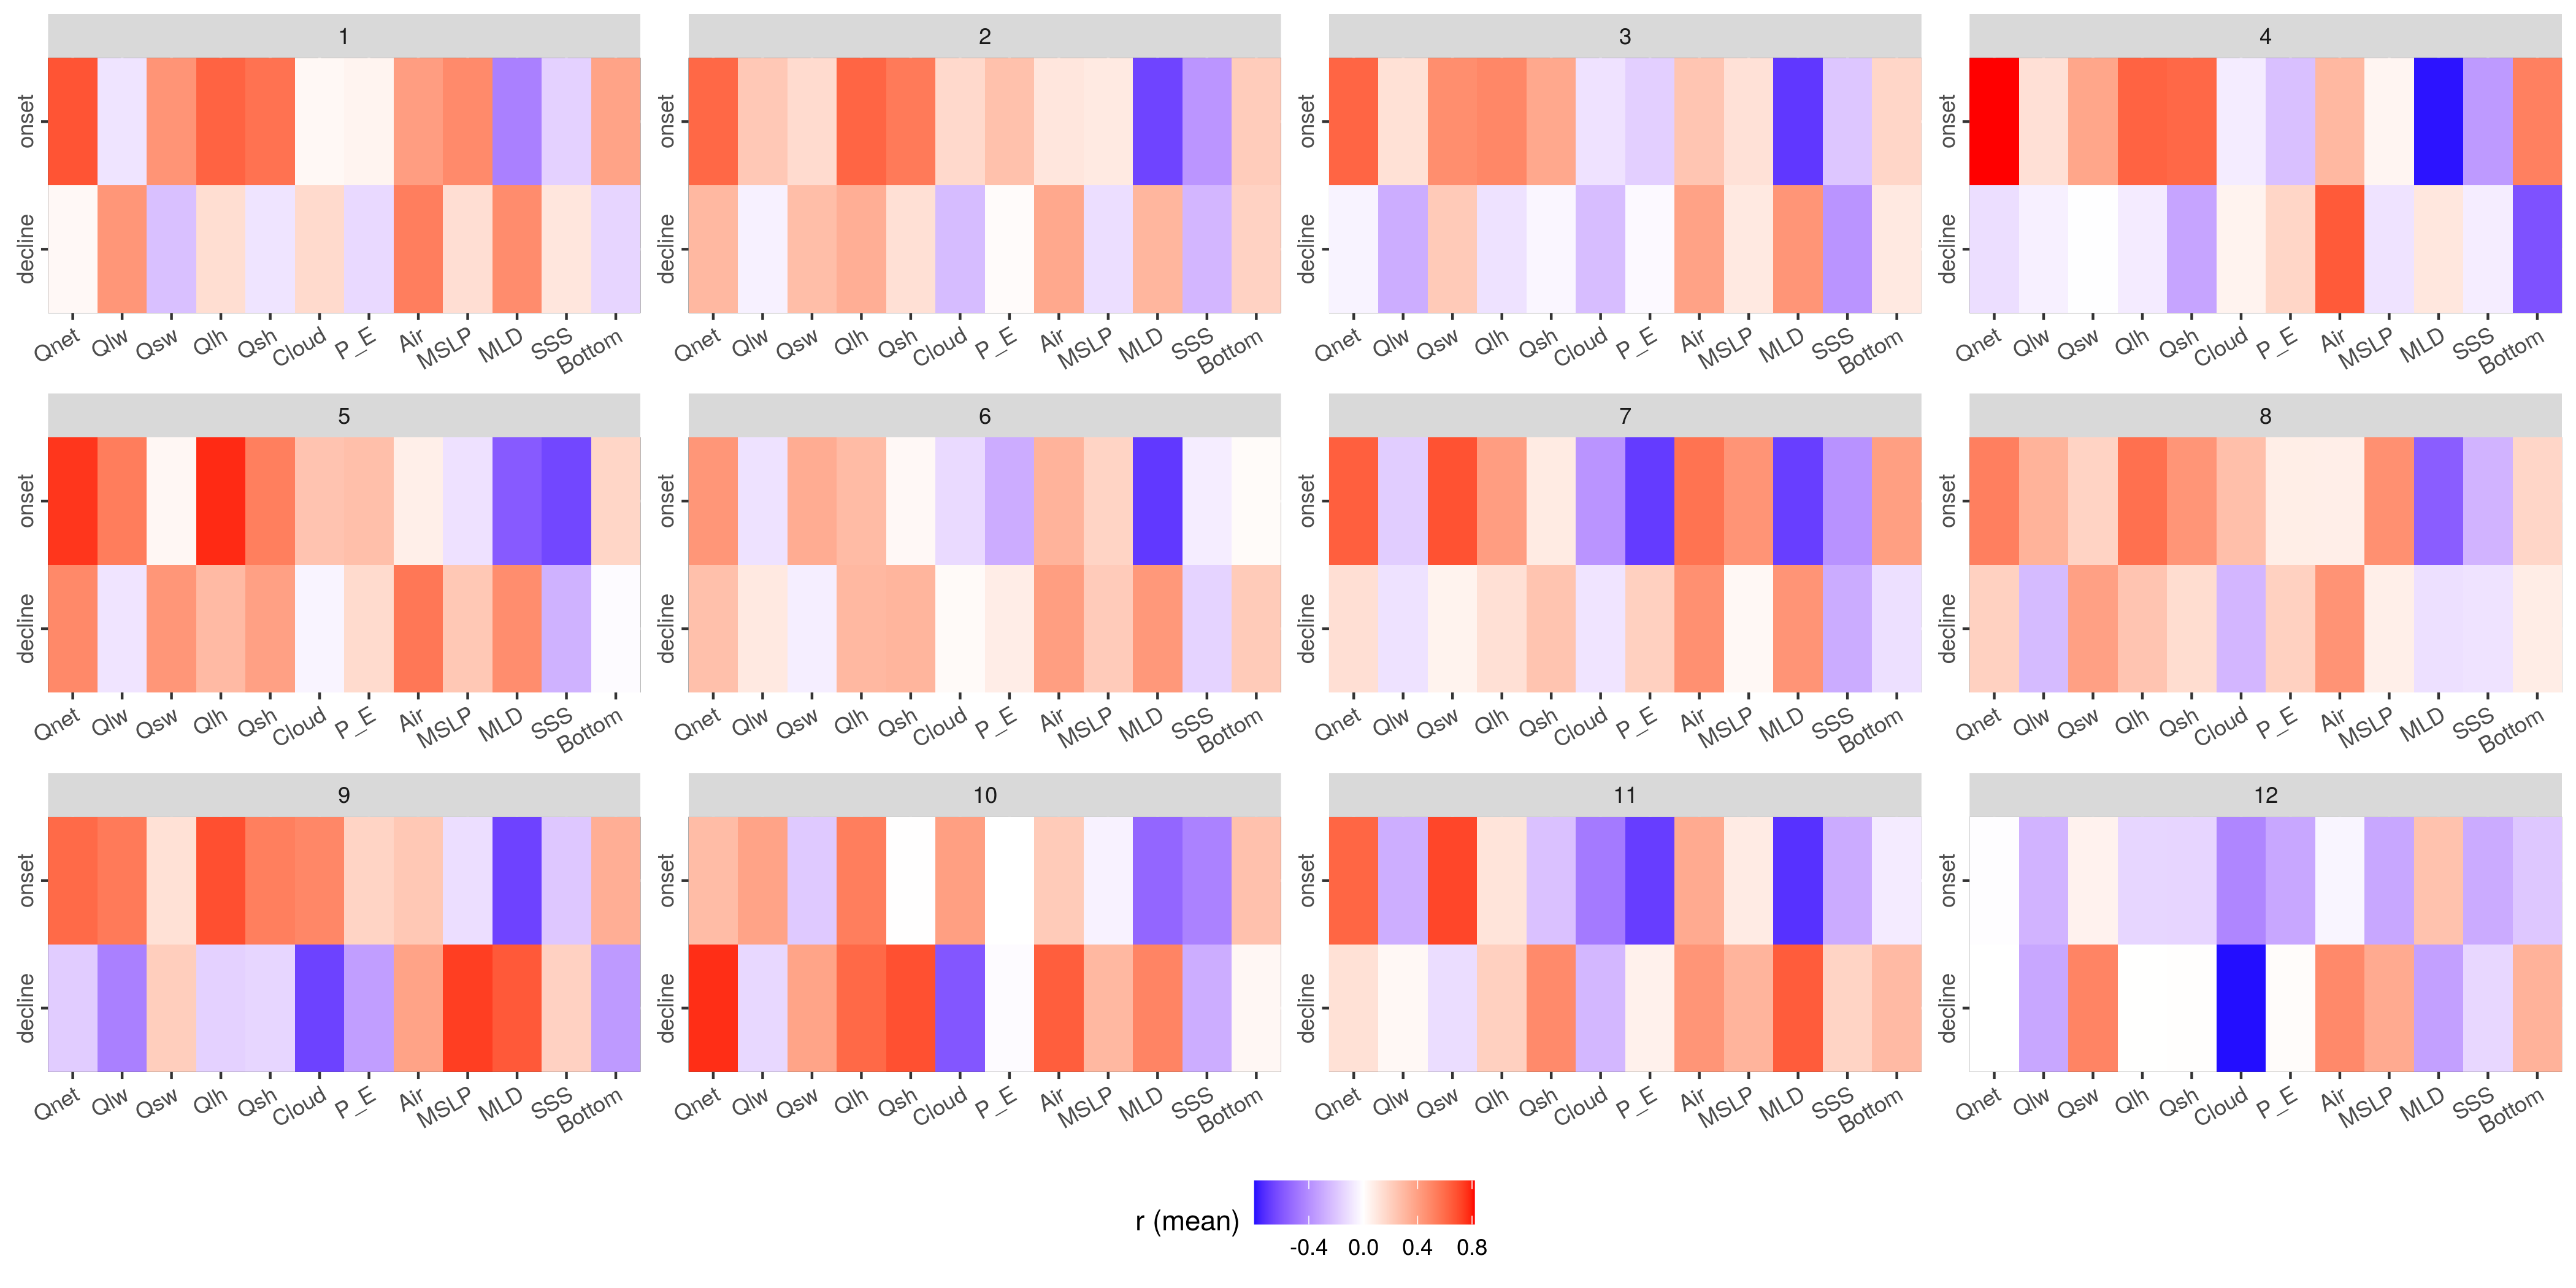 1 2 3 4
onset onset onset onset
decline decline decline decline
Qnet Qlw Qsw Qlh Qsh Cloud P_E Air MSLP MLD SSS Bottom Qnet Qlw Qsw Qlh Qsh Cloud P_E Air MSLP MLD SSS Bottom Qnet Qlw Qsw Qlh Qsh Cloud P_E Air MSLP MLD SSS Bottom Qnet Qlw Qsw Qlh Qsh Cloud P_E Air MSLP MLD SSS Bottom
5 6 7 8
onset onset onset onset
decline decline decline decline
Qnet Qlw Qsw Qlh Qsh Cloud P_E Air MSLP MLD SSS Bottom Qnet Qlw Qsw Qlh Qsh Cloud P_E Air MSLP MLD SSS Bottom Qnet Qlw Qsw Qlh Qsh Cloud P_E Air MSLP MLD SSS Bottom Qnet Qlw Qsw Qlh Qsh Cloud P_E Air MSLP MLD SSS Bottom
9 10 11 12
onset onset onset onset
decline decline decline decline
Qnet Qlw Qsw Qlh Qsh Cloud P_E Air MSLP MLD SSS Bottom Qnet Qlw Qsw Qlh Qsh Cloud P_E Air MSLP MLD SSS Bottom Qnet Qlw Qsw Qlh Qsh Cloud P_E Air MSLP MLD SSS Bottom Qnet Qlw Qsw Qlh Qsh Cloud P_E Air MSLP MLD SSS Bottom
r (mean)
-0.4 0.0 0.4 0.8